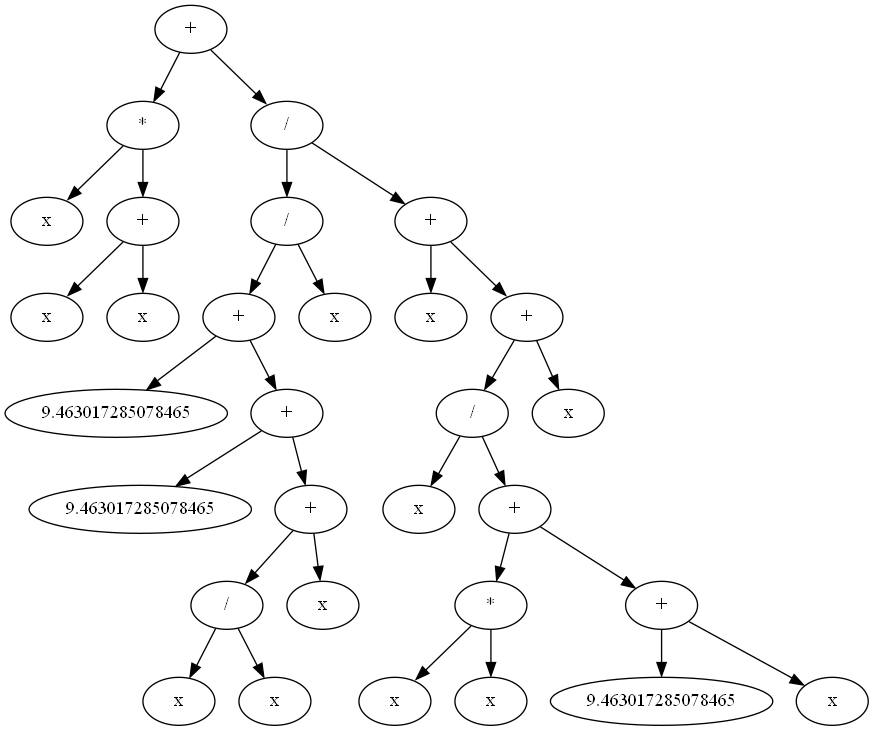 +
* /
x + / +
x x + x x +
9.463017285078465 + / x
9.463017285078465 + x +
/ x * +
x x x x 9.463017285078465 x